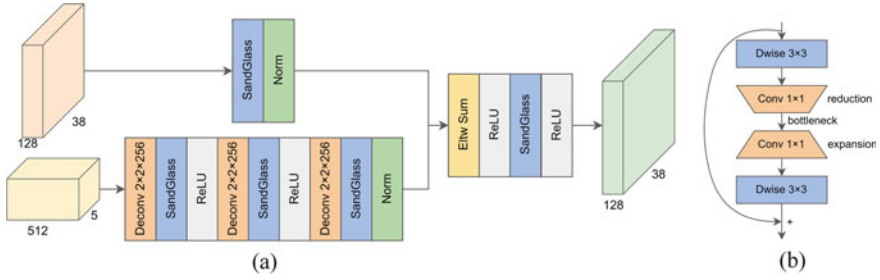 128
38
SandGlass
Norm
512
5
Deconv 2×2×256
SandGlass
ReLU
Deconv 2×2×256
SandGlass
ReLU
Deconv 2×2×256
SandGlass
Norm
Eltw Sum
ReLU
SandGlass
ReLU
128
38
(a)
Dwise 3×3
Conv 1×1
reduction
bottleneck
Conv 1×1
expansion
Dwise 3×3
+
(b)